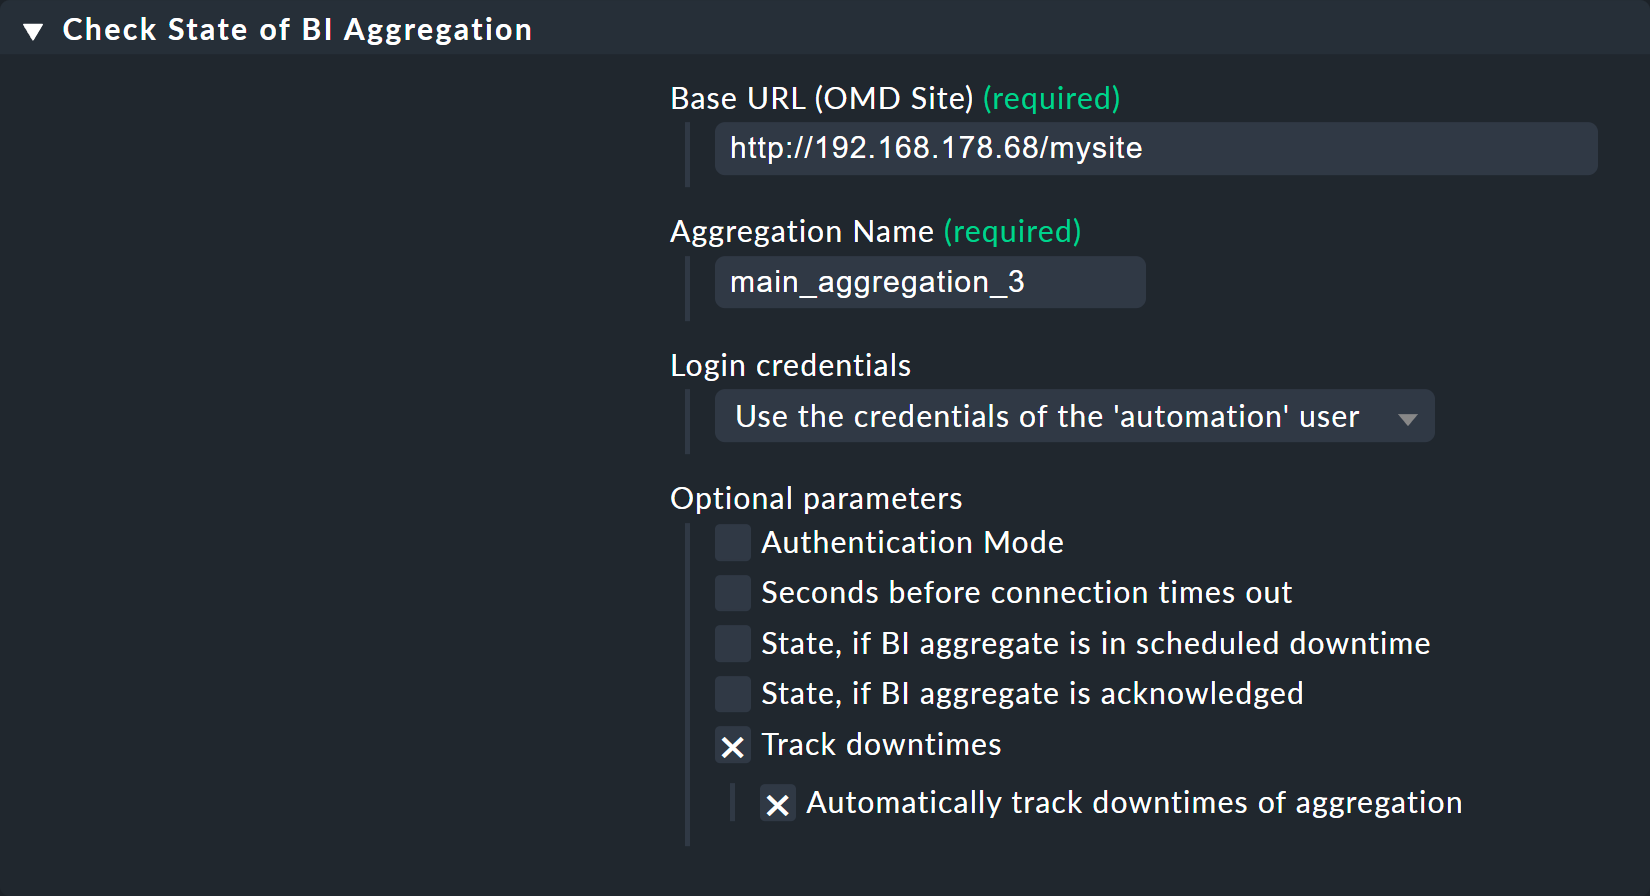 Check State of BI Aggregation
Base URL (OMD Site) (required)
http://192.168.178.68/mysite
Aggregation Name (required)
main_aggregation_3
Login credentials
Use the credentials of the 'automation' user
Optional parameters
Authentication Mode
Seconds before connection times out
State, if BI aggregate is in scheduled downtime
State, if BI aggregate is acknowledged
Track downtimes
Automatically track downtimes of aggregation